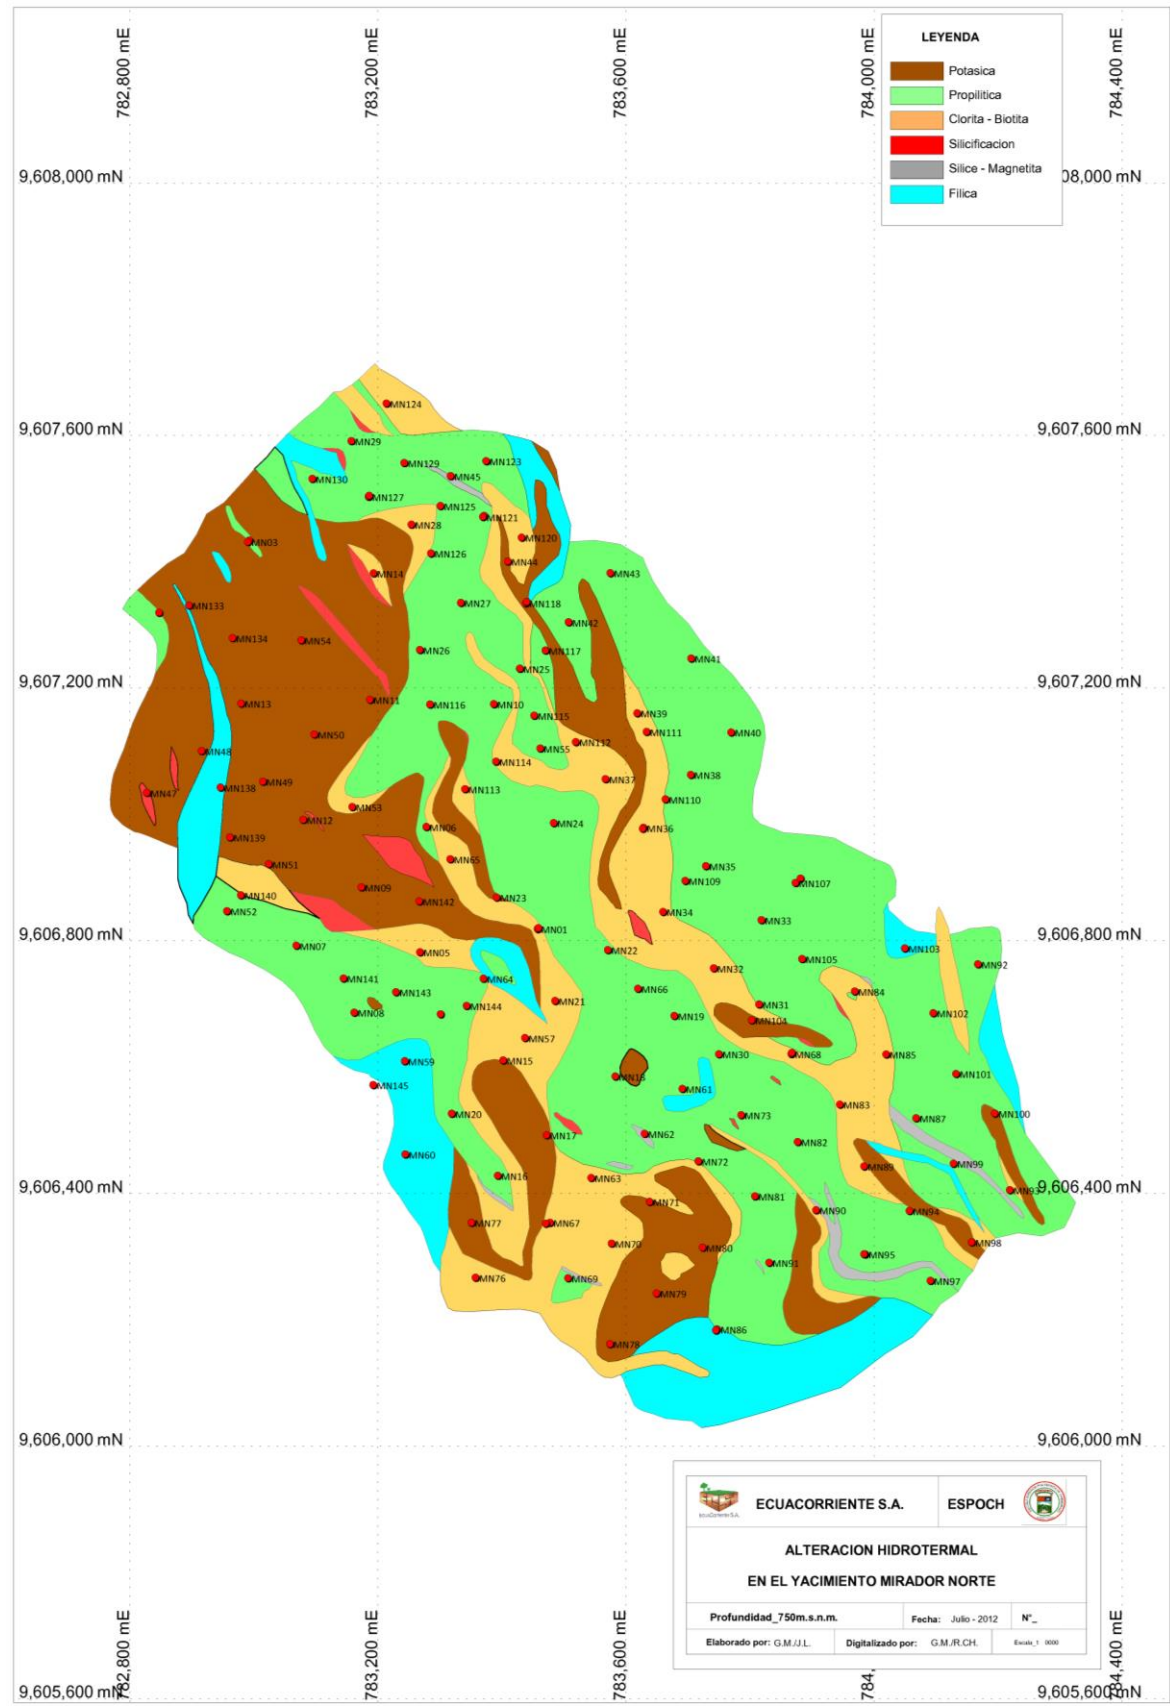 782,800 mE
783,200 mE
783,600 mE
784,000 mE
784,400 mE
LEYENDA
Potasica
Propilitica
Clorita - Biotita
Silicificacion
Silice - Magnetita
Filica
9,608,000 mN
08,000 mN
MN124
9,607,600 mN
9,607,600 mN
MN29
MN129
MN123
MN45
MN130
MN127
MN125
MN121
MN28
MN120
MN03
MN126
MN44
MN14
MN43
MN133
MN27
MN118
MN42
MN134
MN54
MN26
MN117
MN41
MN25
9,607,200 mN
9,607,200 mN
MN13
MN11
MN116
MN10
MN115
MN39
MN50
MN111
MN40
MN48
MN55
MN112
MN114
MN38
MN47
MN138
MN49
MN113
MN37
MN110
MN53
MN12
MN06
MN24
MN36
MN139
MN51
MN65
MN35
MN109
MN107
MN140
MN09
MN142
MN23
MN52
MN34
MN33
9,606,800 mN
9,606,800 mN
MN01
MN07
MN05
MN22
MN103
MN105
MN92
MN32
MN141
MN64
MN143
MN66
MN84
MN08
MN144
MN21
MN31
MN19
MN104
MN102
MN57
MN59
MN15
MN30
MN68
MN85
MN145
MN18
MN61
MN101
MN20
MN83
MN73
MN87
MN100
MN17
MN62
MN82
MN60
MN72
MN89
MN99
MN16
MN63
9,606,400 mN
9,606,400 mN
MN93
MN71
MN81
MN77
MN67
MN90
MN94
MN70
MN80
MN98
MN95
MN76
MN69
MN91
MN97
MN79
MN86
MN78
9,606,000 mN
9,606,000 mN
ECUACORRIENTE S.A.
ESPOCH
ALTERACION HIDROTERMAL
EN EL YACIMIENTO MIRADOR NORTE
Profundidad_750m.s.n.m.
Fecha: Julio - 2012
N°_
Elaborado por: G.M./J.L.
Digitalizado por: G.M./R.CH.
Escala_1 0000
782,800 mE
783,200 mE
783,600 mE
784,
784,400 mE
9,605,600 mN
9,605,600 mN